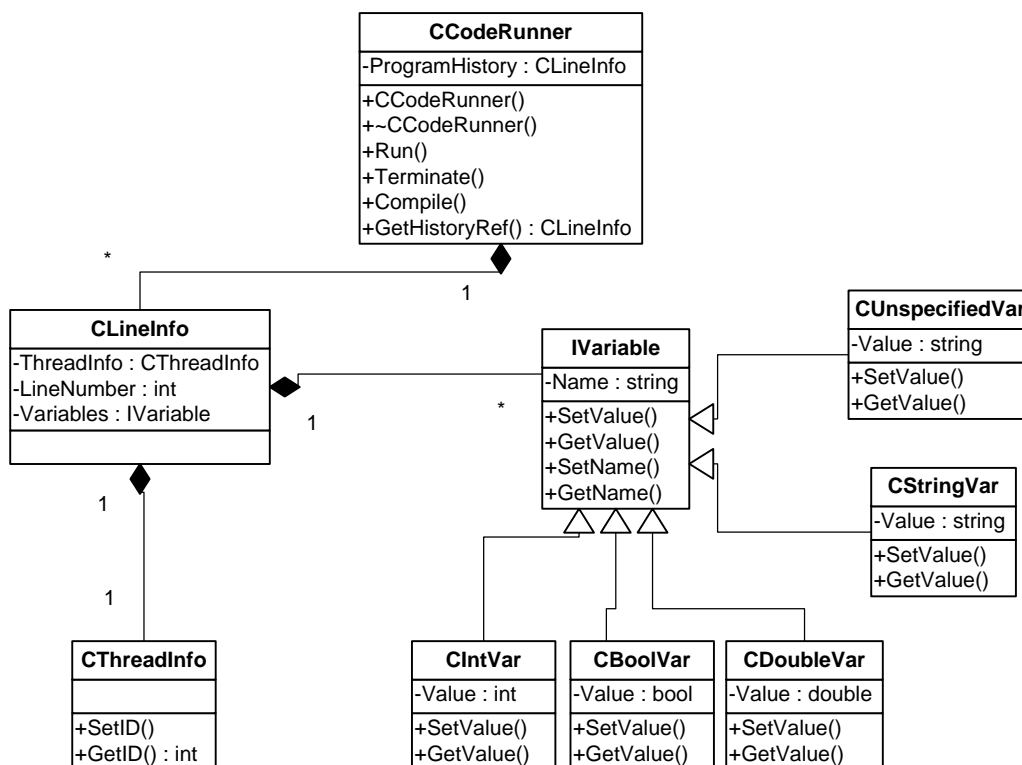 CCodeRunner
-ProgramHistory : CLineInfo
+CCodeRunner()
+~CCodeRunner()
+Run()
+Terminate()
+Compile()
+GetHistoryRef() : CLineInfo
*
1
CLineInfo
-ThreadInfo : CThreadInfo
-LineNumber : int
-Variables : IVariable
1
*
1
1
IVariable
-Name : string
+SetValue()
+GetValue()
+SetName()
+GetName()
CUnspecifiedVar
-Value : string
+SetValue()
+GetValue()
CStringVar
-Value : string
+SetValue()
+GetValue()
CThreadInfo
+SetID()
+GetID() : int
CIntVar
-Value : int
+SetValue()
+GetValue()
CBoolVar
-Value : bool
+SetValue()
+GetValue()
CDoubleVar
-Value : double
+SetValue()
+GetValue()